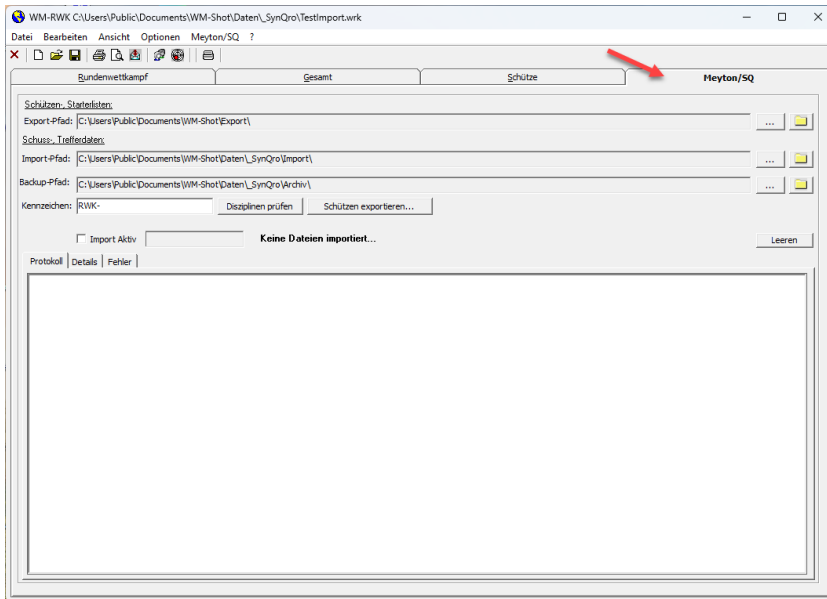 WM-RWK C:\Users\Public\Documents\WM-Shot\Daten\_SynQro\TestImport.wrk
Datei Bearbeiten Ansicht Optionen Meyton/SQ ?
Rundenwettkampf Gesamt Schütze Meyton/SQ
Schützen-, Starterlisten:
Export-Pfad: C:\Users\Public\Documents\WM-Shot\Export\ ...
Schuss-, Trefferdaten:
Import-Pfad: C:\Users\Public\Documents\WM-Shot\Daten\_SynQro\Import\ ...
Backup-Pfad: C:\Users\Public\Documents\WM-Shot\Daten\_SynQro\Archiv\ ...
Kennzeichen: RWK- Disziplinen prüfen Schützen exportieren...
Import Aktiv Keine Dateien importiert... Leeren
Protokoll Details Fehler